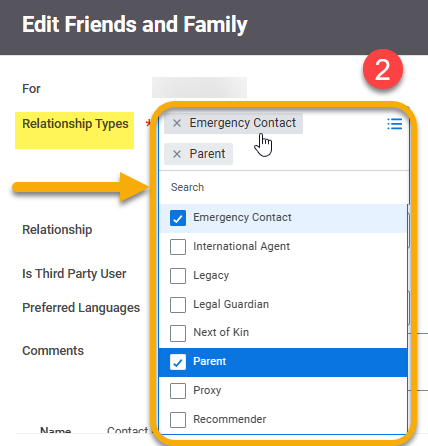 Edit Friends and Family
2
For
Relationship Types *
× Emergency Contact
× Parent
Search
Emergency Contact
International Agent
Legacy
Legal Guardian
Next of Kin
Parent
Proxy
Recommender
Relationship
Is Third Party User
Preferred Languages
Comments
Name Contact